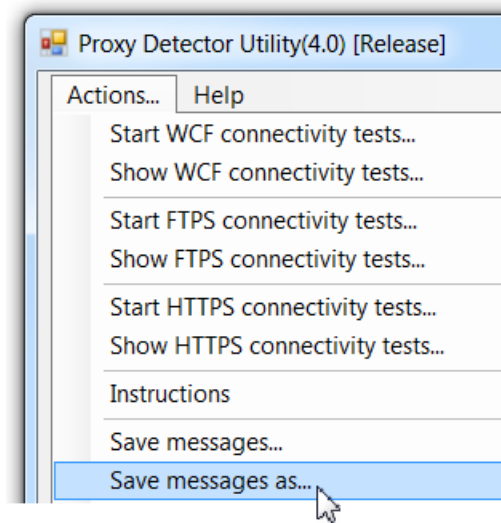 Proxy Detector Utility(4.0) [Release]
Actions... Help
Start WCF connectivity tests...
Show WCF connectivity tests...
Start FTPS connectivity tests...
Show FTPS connectivity tests...
Start HTTPS connectivity tests...
Show HTTPS connectivity tests...
Instructions
Save messages...
Save messages as...